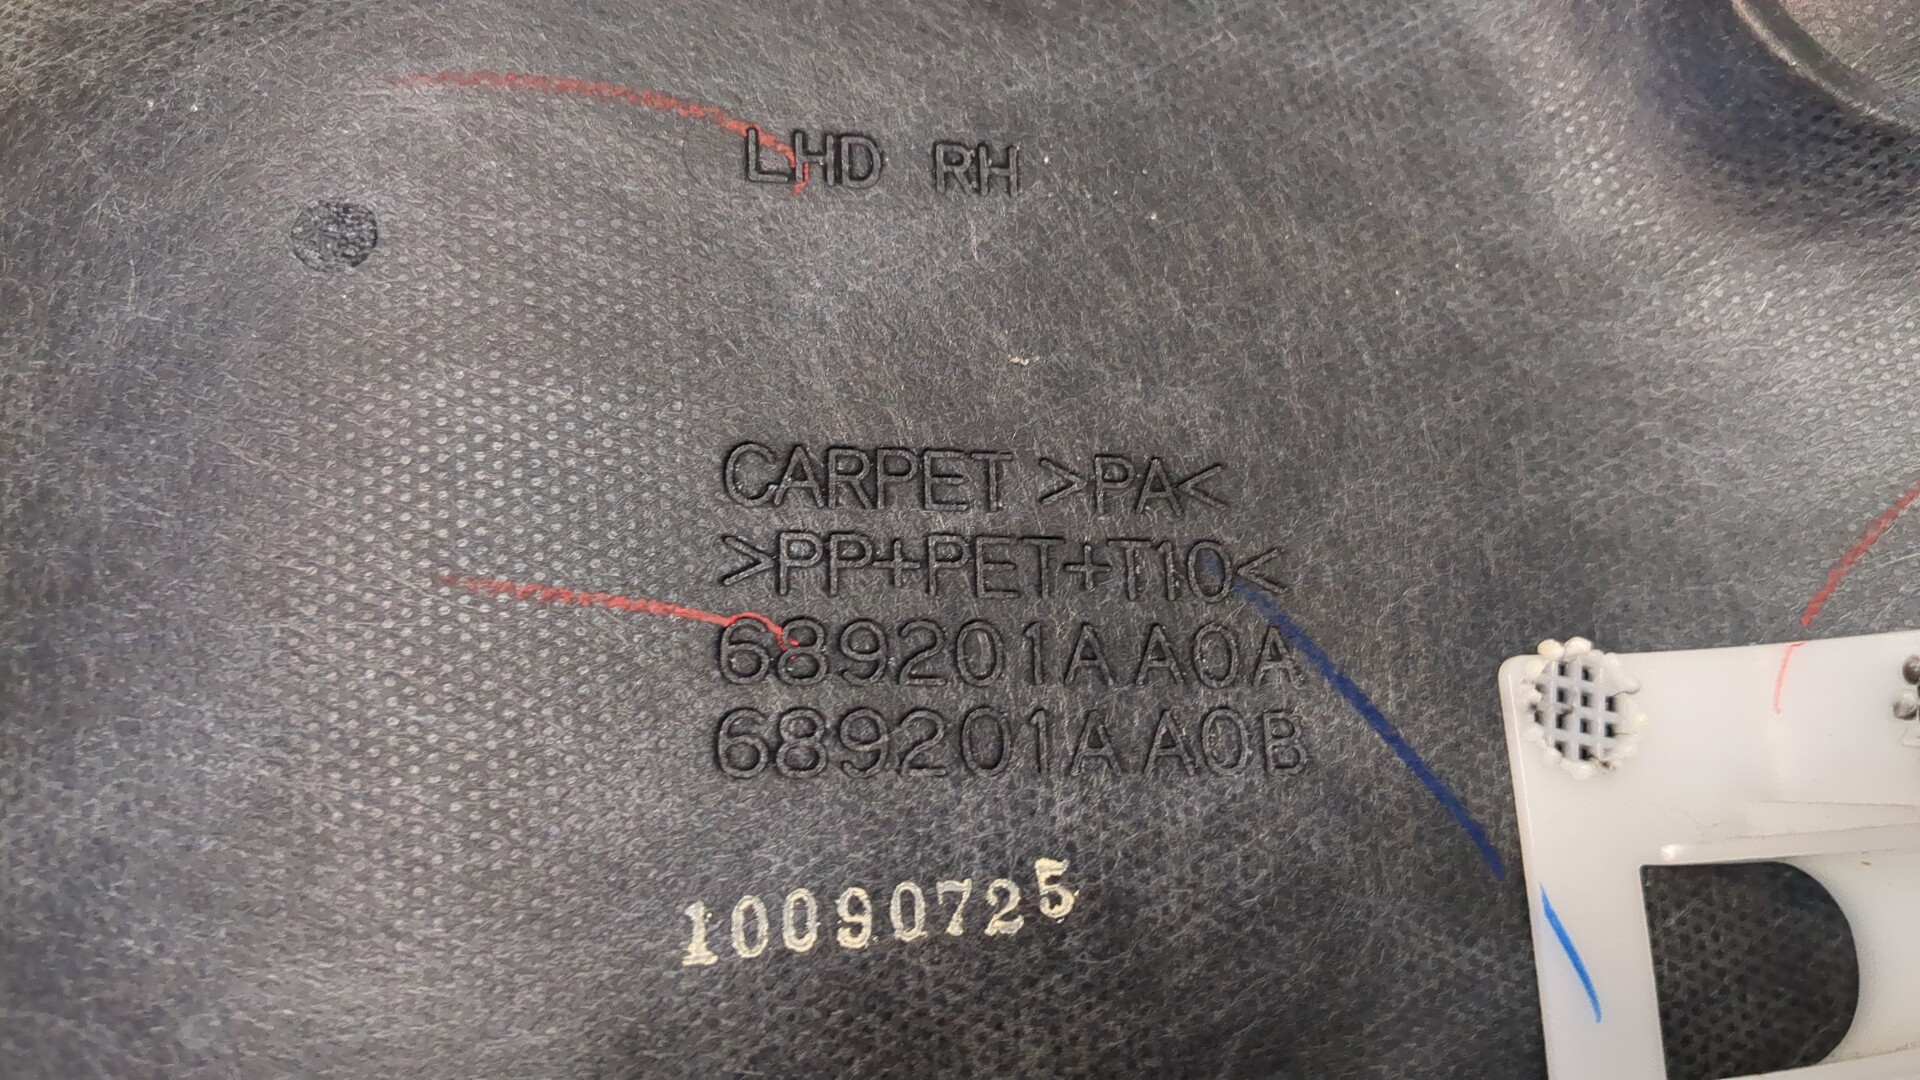 LHD RH
CARPET >PA<
>PP+PET+T10<
689201AA0A
689201AA0B
10090725